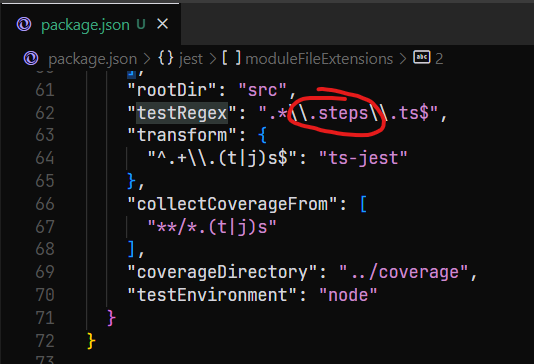 package.json U ×
package.json > {} jest > [ ] moduleFileExtensions > abc 2
],
61 "rootDir": "src",
62 "testRegex": ".*\\.steps\\.ts$",
63 "transform": {
64 "^.+\\.(t|j)s$": "ts-jest"
65 },
66 "collectCoverageFrom": [
67 "**/*.(t|j)s"
68 ],
69 "coverageDirectory": "../coverage",
70 "testEnvironment": "node"
71 }
72 }
73